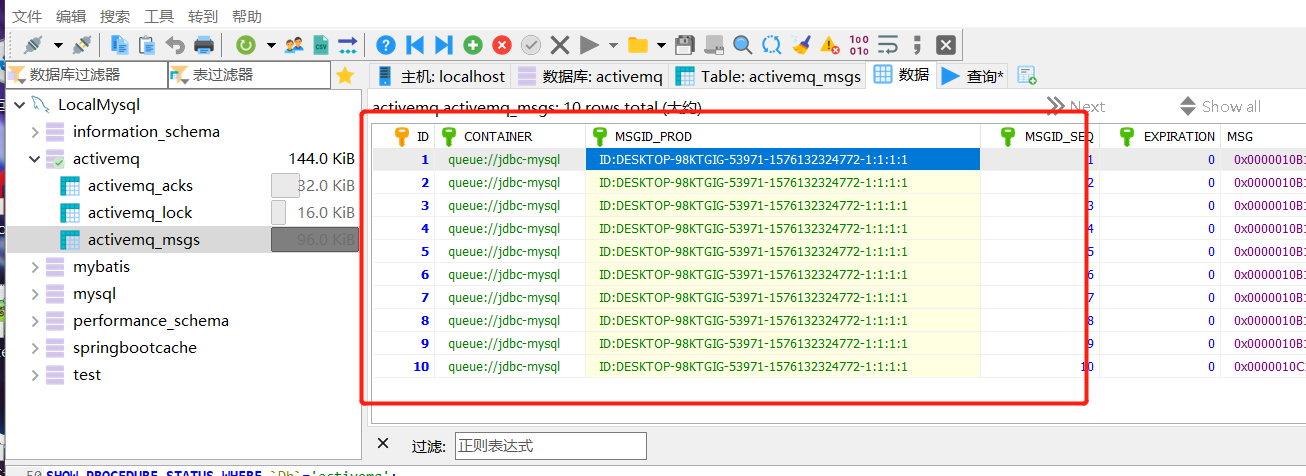 文件 编辑 搜索 工具 转到 帮助
数据库过滤器 表过滤器
主机: localhost 数据库: activemq Table: activemq_msgs 数据 查询*
LocalMysql
information_schema
activemq 144.0 KiB
activemq_acks 32.0 KiB
activemq_lock 16.0 KiB
activemq_msgs 96.0 KiB
mybatis
mysql
performance_schema
springbootcache
test
activemq.activemq_msgs: 10 rows total (大约) Next Show all
ID CONTAINER MSGID_PROD MSGID_SEQ EXPIRATION MSG
1 queue://jdbc-mysql ID:DESKTOP-98KTGIG-53971-1576132324772-1:1:1:1 1 0 0x0000010B1
2 queue://jdbc-mysql ID:DESKTOP-98KTGIG-53971-1576132324772-1:1:1:1 2 0 0x0000010B1
3 queue://jdbc-mysql ID:DESKTOP-98KTGIG-53971-1576132324772-1:1:1:1 3 0 0x0000010B1
4 queue://jdbc-mysql ID:DESKTOP-98KTGIG-53971-1576132324772-1:1:1:1 4 0 0x0000010B1
5 queue://jdbc-mysql ID:DESKTOP-98KTGIG-53971-1576132324772-1:1:1:1 5 0 0x0000010B1
6 queue://jdbc-mysql ID:DESKTOP-98KTGIG-53971-1576132324772-1:1:1:1 6 0 0x0000010B1
7 queue://jdbc-mysql ID:DESKTOP-98KTGIG-53971-1576132324772-1:1:1:1 7 0 0x0000010B1
8 queue://jdbc-mysql ID:DESKTOP-98KTGIG-53971-1576132324772-1:1:1:1 8 0 0x0000010B1
9 queue://jdbc-mysql ID:DESKTOP-98KTGIG-53971-1576132324772-1:1:1:1 9 0 0x0000010B1
10 queue://jdbc-mysql ID:DESKTOP-98KTGIG-53971-1576132324772-1:1:1:1 10 0 0x0000010C1
过滤: 正则表达式
50 SHOW PROCEDURE STATUS WHERE `Db`='activemq';